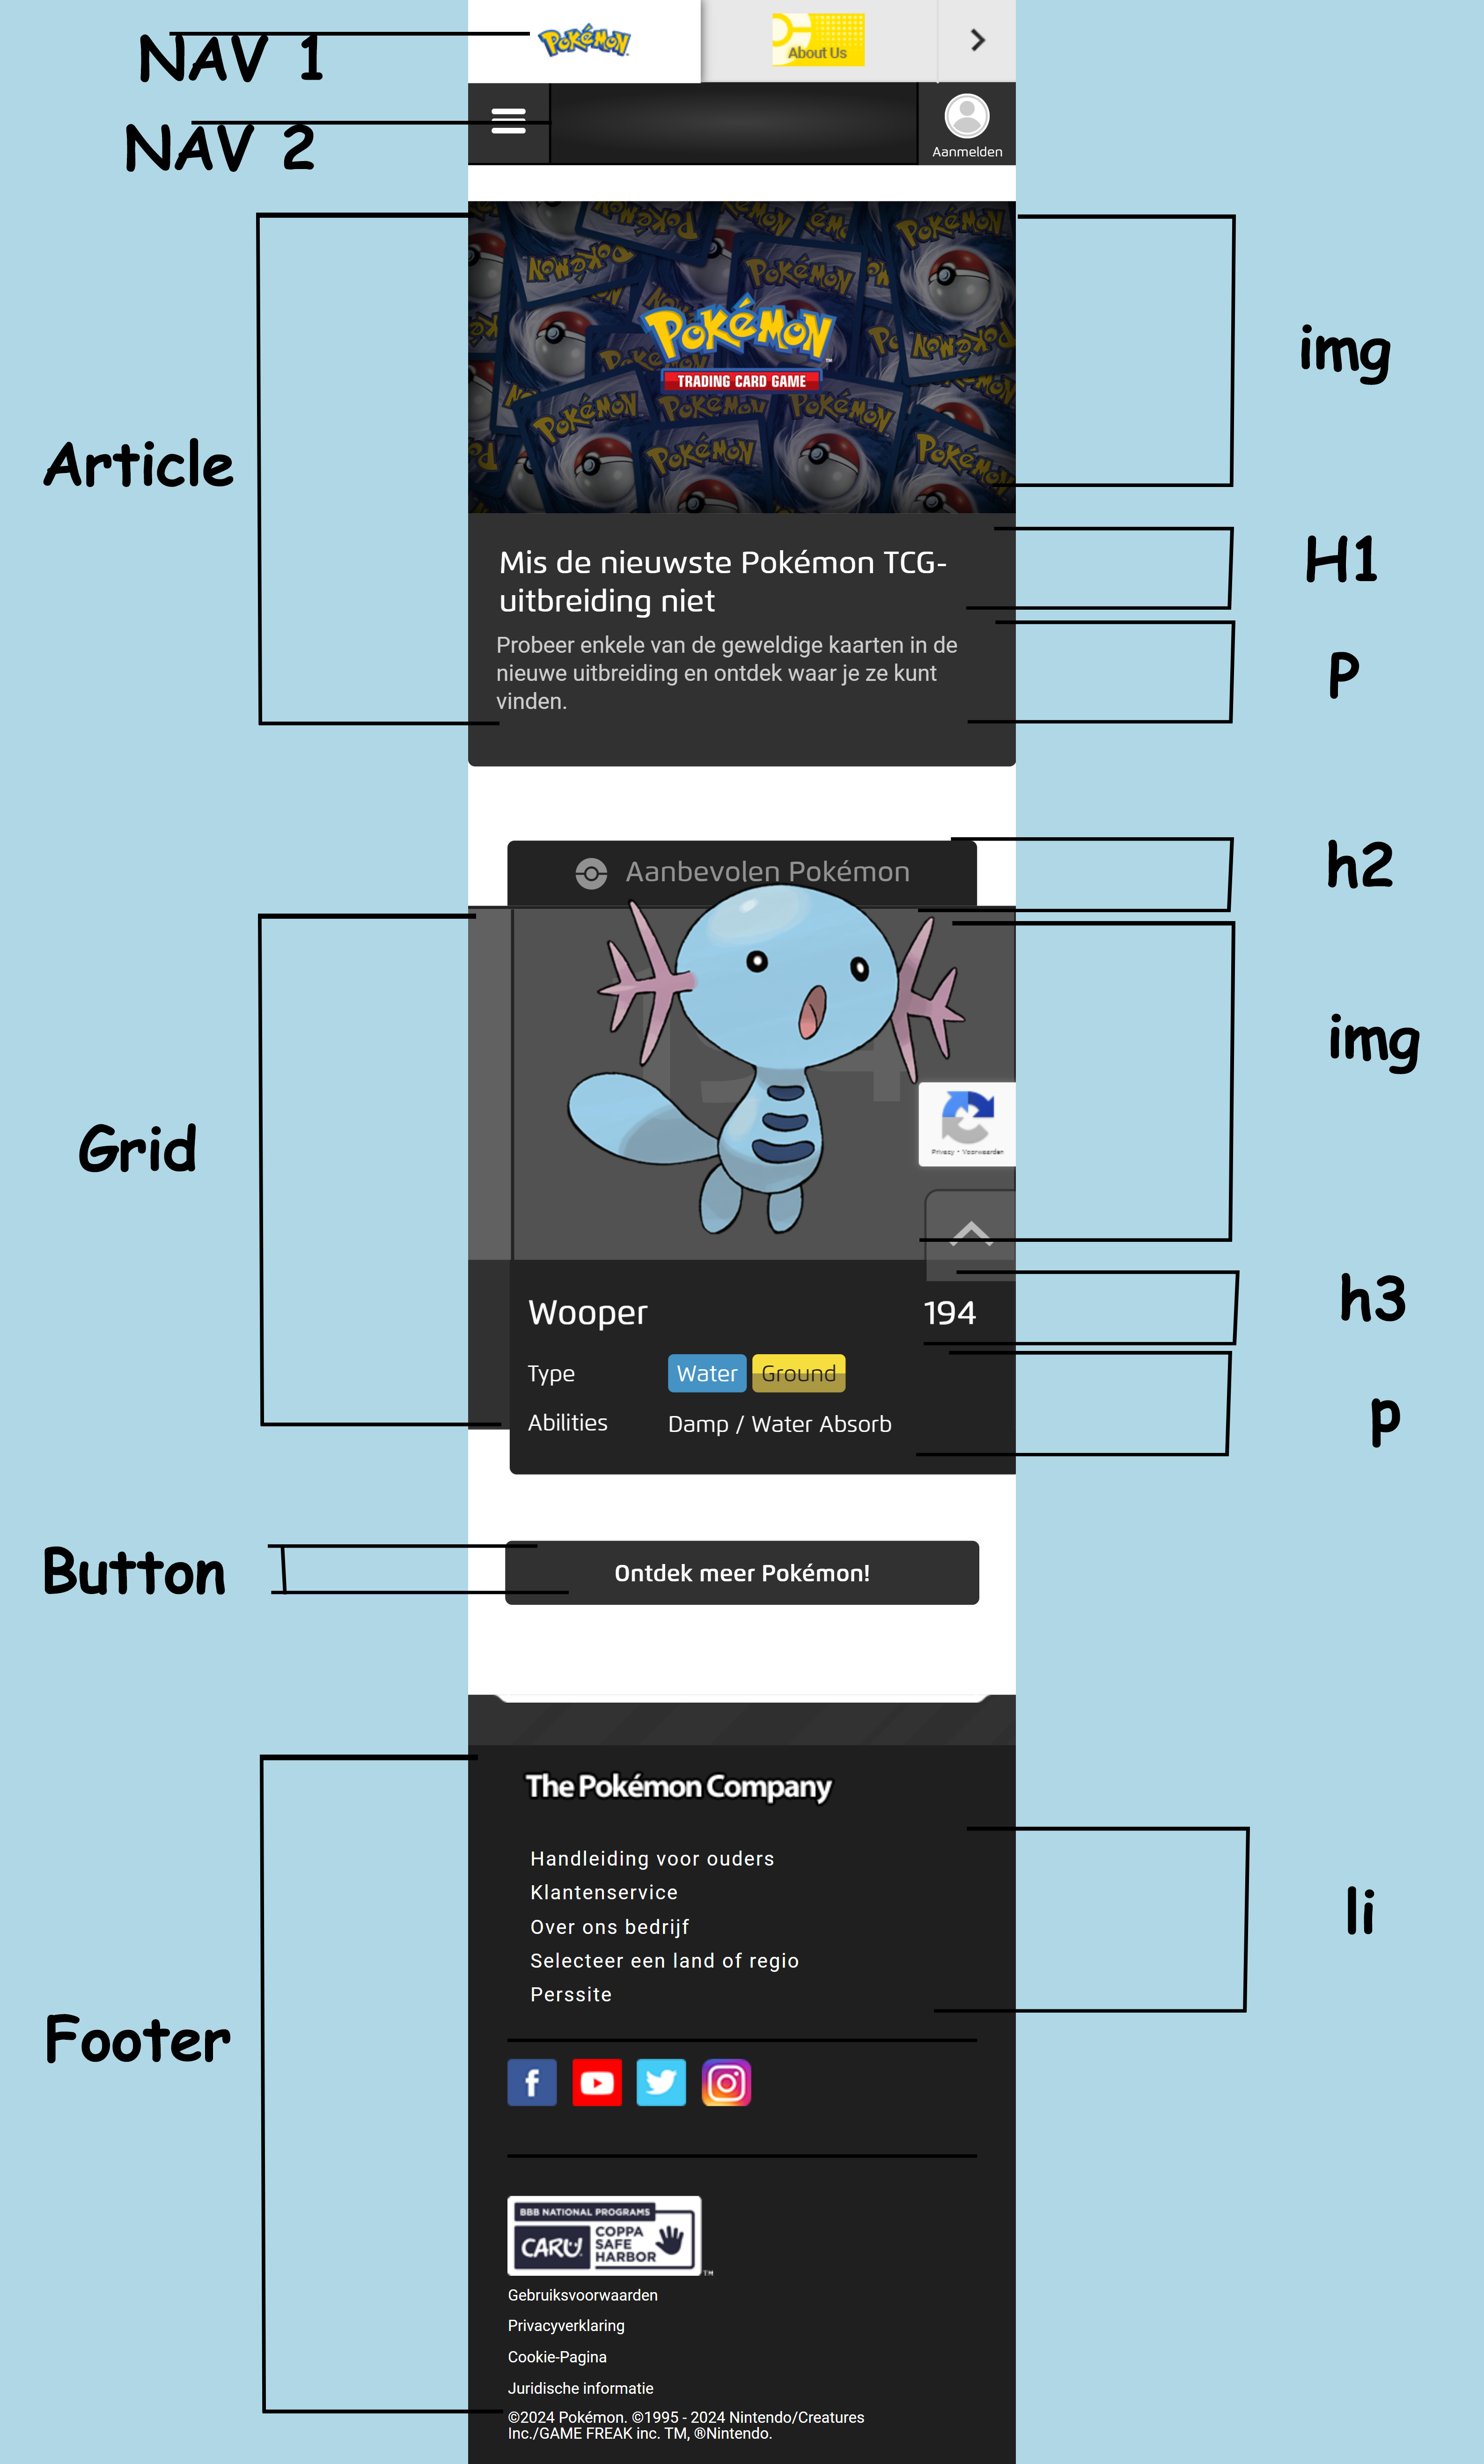 NAV 1
POKÉMON
About Us
NAV 2
Aanmelden
Article
POKÉMON
TRADING CARD GAME
img
Mis de nieuwste Pokémon TCG-
uitbreiding niet
H1
Probeer enkele van de geweldige kaarten in de
nieuwe uitbreiding en ontdek waar je ze kunt
vinden.
P
Aanbevolen Pokémon
h2
img
Grid
Privacy - Voorwaarden
Wooper
194
h3
Type
Water
Ground
Abilities
Damp / Water Absorb
p
Button
Ontdek meer Pokémon!
The Pokémon Company
Handleiding voor ouders
Klantenservice
Over ons bedrijf
Selecteer een land of regio
Perssite
li
Footer
BBB NATIONAL PROGRAMS
CARU
COPPA
SAFE
HARBOR
TM
Gebruiksvoorwaarden
Privacyverklaring
Cookie-Pagina
Juridische informatie
©2024 Pokémon. ©1995 - 2024 Nintendo/Creatures
Inc./GAME FREAK inc. TM, ®Nintendo.